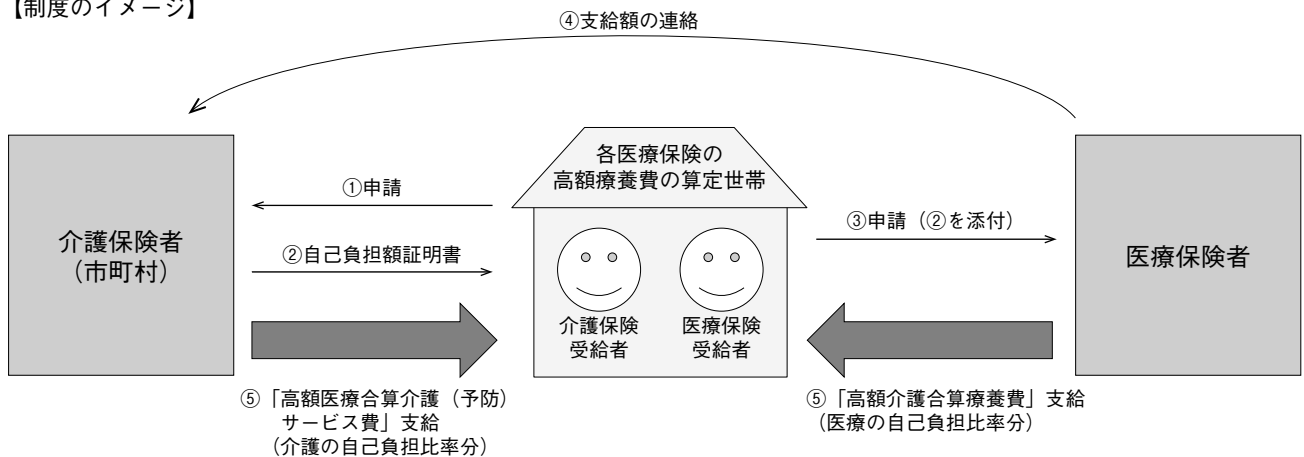 【制度のイメージ】
④支給額の連絡
各医療保険の
高額療養費の算定世帯
①申請
②自己負担額証明書
③申請（②を添付）
介護保険者
（市町村）
医療保険者
介護保険
受給者
医療保険
受給者
⑤「高額医療合算介護（予防）
サービス費」支給
（介護の自己負担比率分）
⑤「高額介護合算療養費」支給
（医療の自己負担比率分）